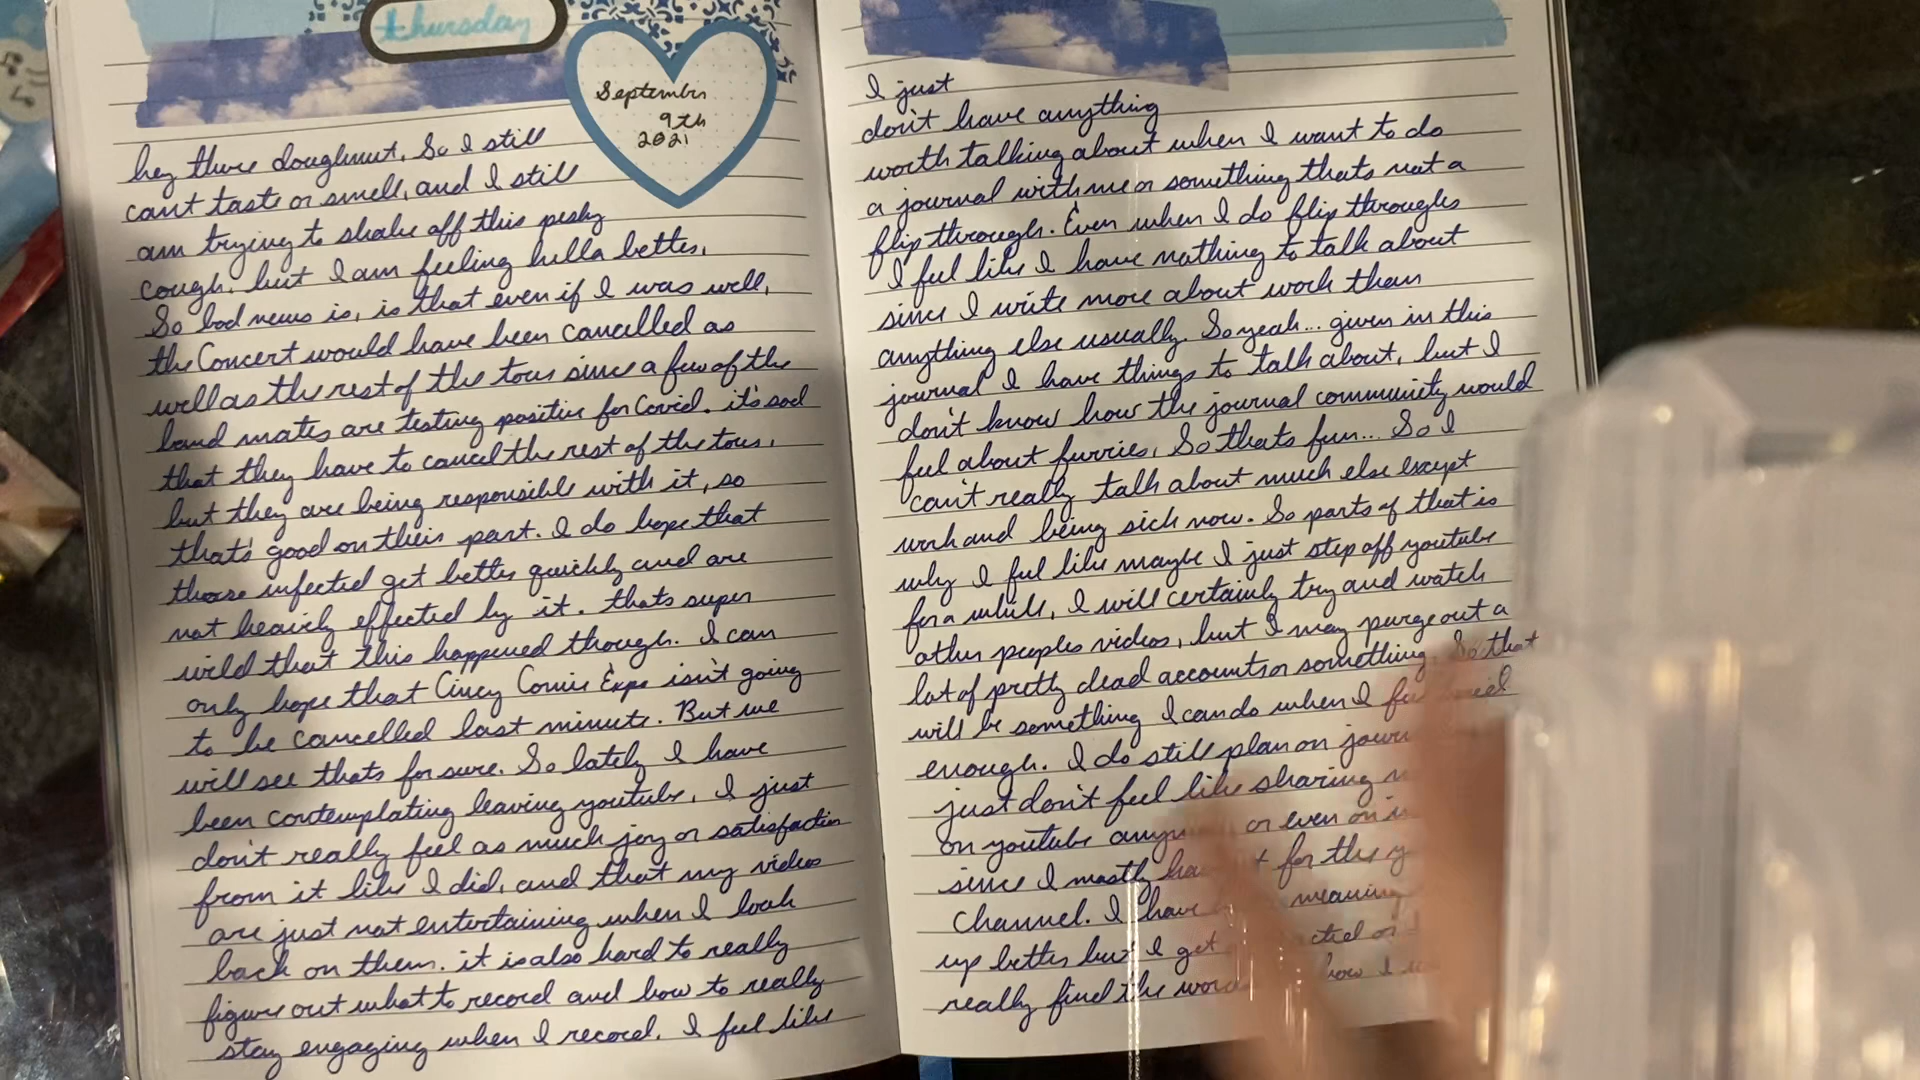 thursday
September
9th
2021
hey there doughnut, So I still
cant taste or smell, and I still
am trying to shake off this pesky
cough, but I am feeling hella better.
So bad news is, is that even if I was well,
the Concert would have been cancelled as
well as the rest of the tour since a few of the
band mates are testing positive for Covid. it's sad
that they have to cancel the rest of the tour,
but they are being responsible with it, so
that's good on their part. I do hope that
those infected get better quickly and are
not heavily effected by it. thats super
wild that this happened though. I can
only hope that Cincy Comic Expo isn't going
to be cancelled last minute. But we
will see thats for sure. So lately I have
been contemplating leaving youtube, I just
don't really feel as much joy or satisfaction
from it like I did, and that my videos
are just not entertaining when I look
back on them. it is also hard to really
figure out what to record and how to really
stay engaging when I record. I feel like
I just
don't have anything
worth talking about when I want to do
a journal with me or something thats not a
flip through. Even when I do flip throughs
I feel like I have nothing to talk about
since I write more about work than
anything else usually. So yeah... given in this
journal I have things to talk about, but I
don't know how the journal community would
feel about furries, So thats fun... So I
can't really talk about much else except
work and being sick now. So parts of that is
why I feel like maybe I just step off youtube
for a while, I will certainly try and watch
other peoples videos, but I may purge out a
lot of pretty dead accounts or something. So that
will be something I can do when I
enough. I do still plan on
just don't feel like sharing
on youtube or even on
since I mostly for the
Channel. I have meaning
up better but I get
really find the how I